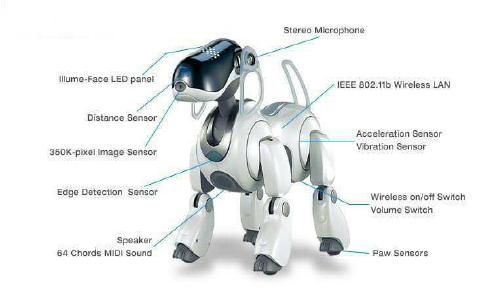 Stereo Microphone
Illume-Face LED panel
IEEE 802.11b Wireless LAN
Distance Sensor
Acceleration Sensor
Vibration Sensor
350K-pixel Image Sensor
Edge Detection Sensor
Wireless on/off Switch
Volume Switch
Speaker
64 Chords MIDI Sound
Paw Sensors